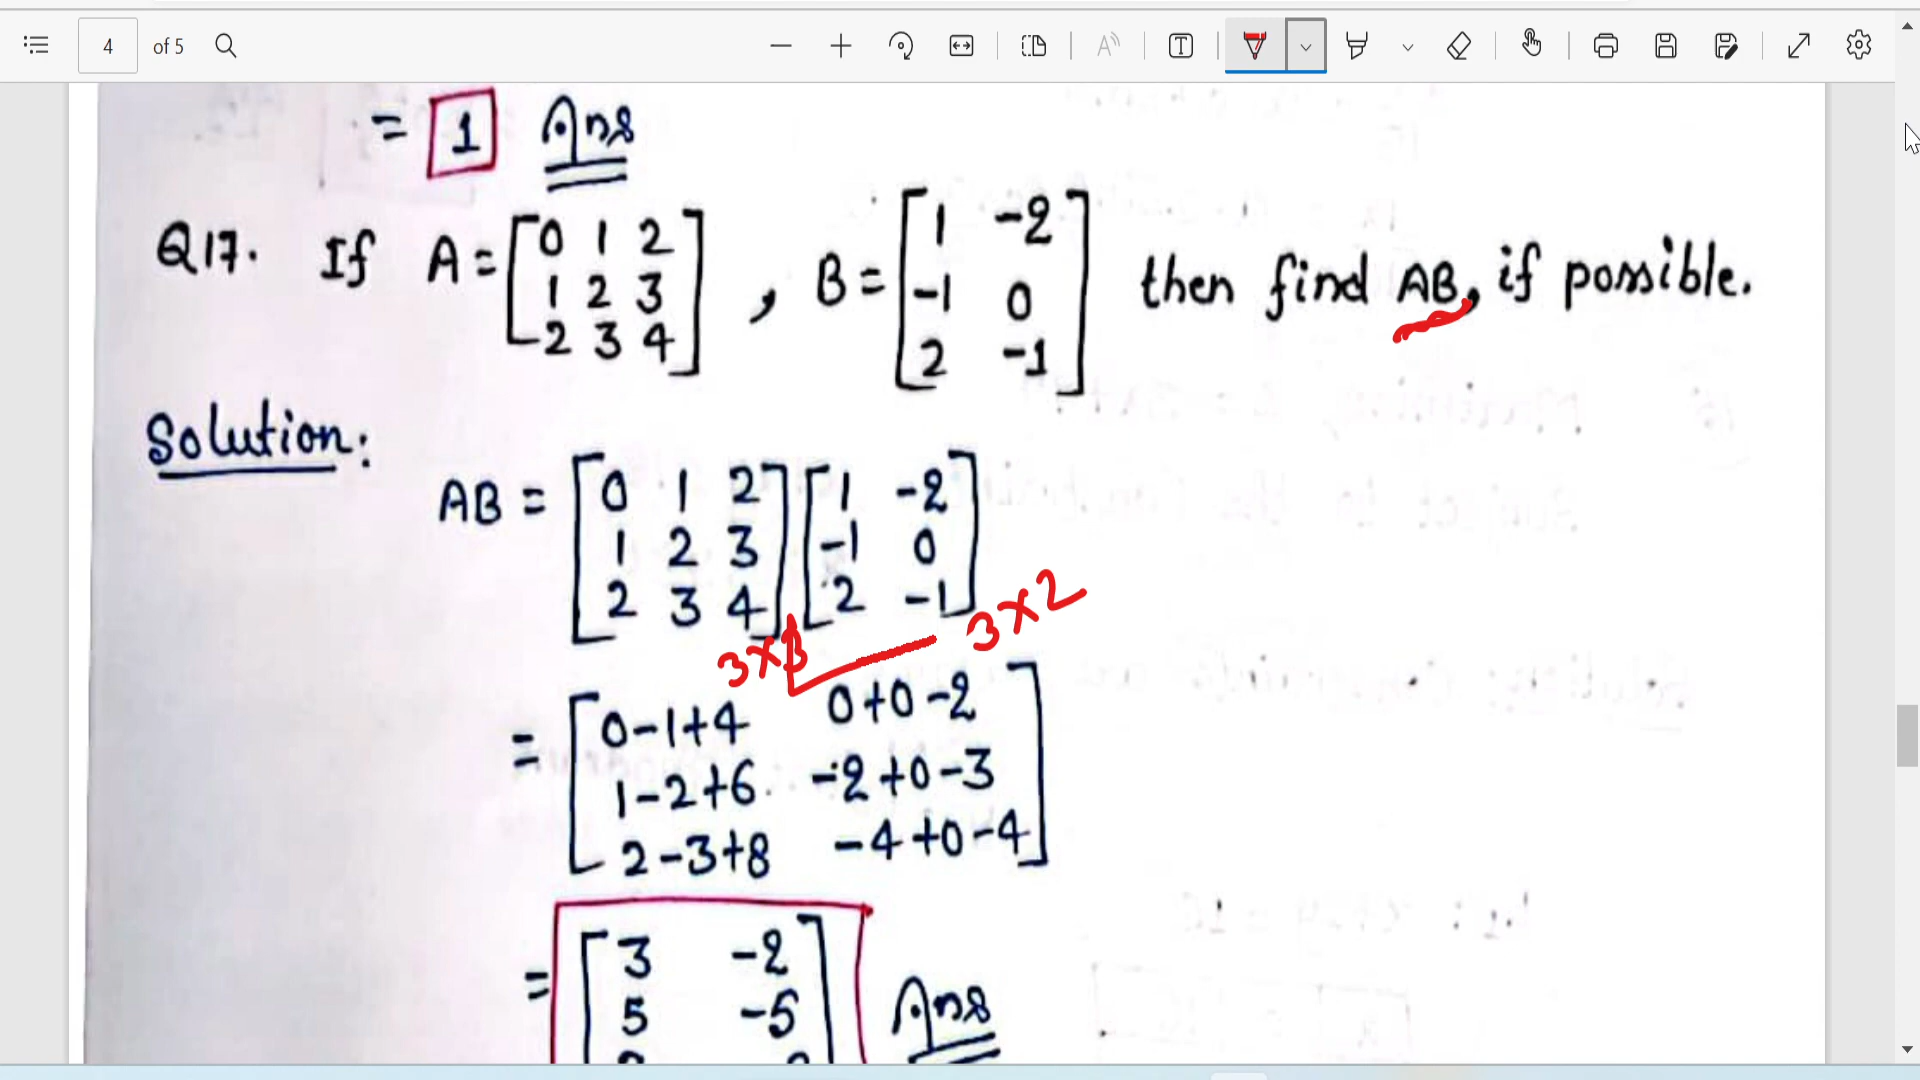 4 of 5
= 1 Ans
Q17. If A = [0 1 2 , B = [1 -2 then find AB, if possible.
1 2 3 -1 0
2 3 4] 2 -1]
Solution:
AB = [0 1 2 [1 -2
1 2 3 -1 0
2 3 4] 2 -1]
3×3 3×2
= [0-1+4 0+0-2
1-2+6 -2+0-3
2-3+8 -4+0-4]
= [3 -2
5 -5 Ans